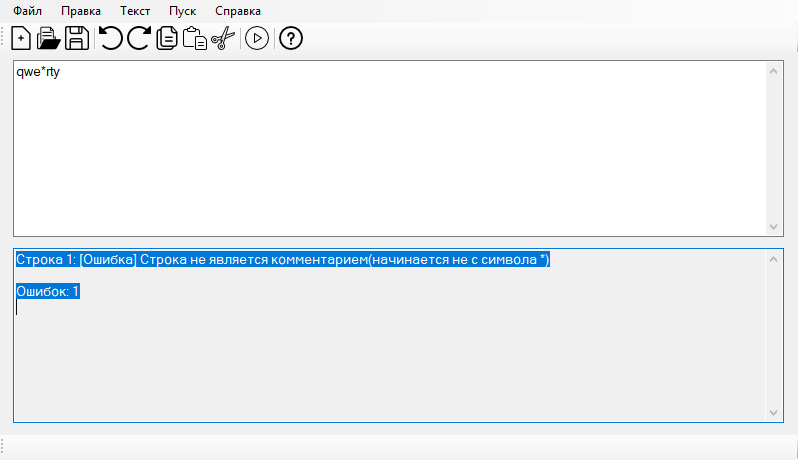 Файл Правка Текст Пуск Справка
qwe*rty
Строка 1: [Ошибка] Строка не является комментарием(начинается не с символа *)
Ошибок: 1